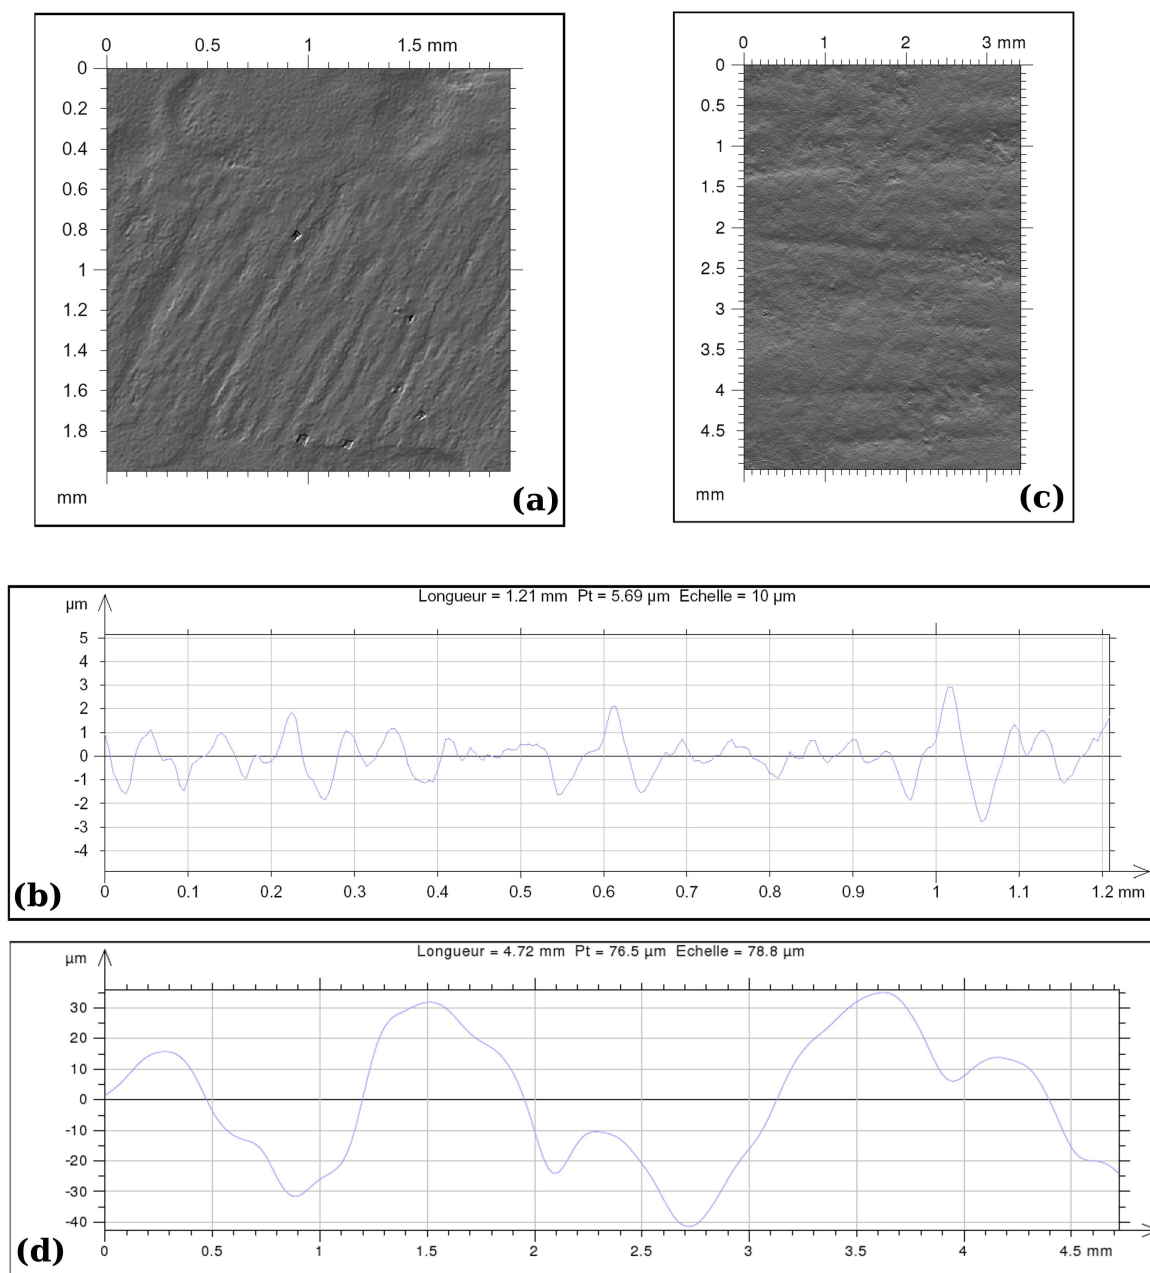 0 0.5 1 1.5 mm
0
0.2
0.4
0.6
0.8
1
1.2
1.4
1.6
1.8
mm
(a)
0 1 2 3 mm
0
0.5
1
1.5
2
2.5
3
3.5
4
4.5
mm
(c)
µm
Longueur = 1.21 mm Pt = 5.69 µm Echelle = 10 µm
5
4
3
2
1
0
-1
-2
-3
-4
0 0.1 0.2 0.3 0.4 0.5 0.6 0.7 0.8 0.9 1 1.1 1.2 mm
(b)
µm
Longueur = 4.72 mm Pt = 76.5 µm Echelle = 78.8 µm
30
20
10
0
-10
-20
-30
-40
0 0.5 1 1.5 2 2.5 3 3.5 4 4.5 mm
(d)